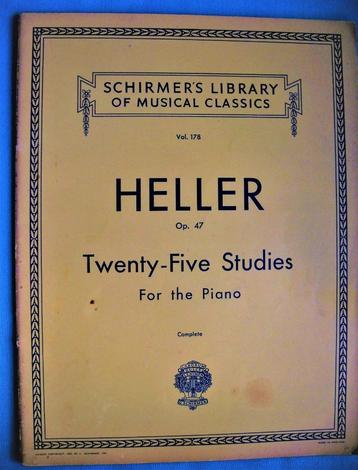 SCHIRMER'S LIBRARY
OF MUSICAL CLASSICS
Vol. 178
HELLER
Op. 47
Twenty-Five Studies
For the Piano
Complete